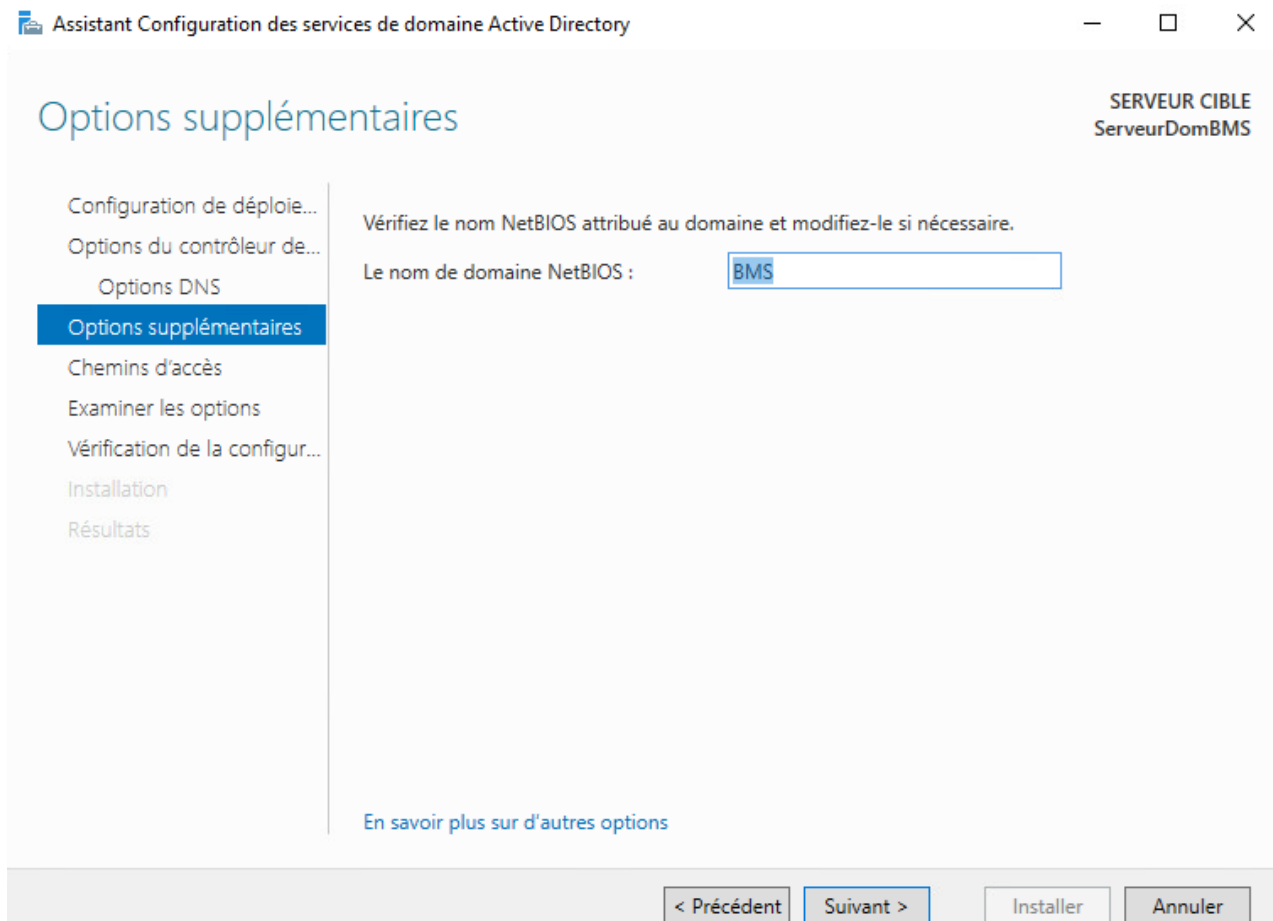 Assistant Configuration des services de domaine Active Directory
Options supplémentaires
SERVEUR CIBLE
ServeurDomBMS
Configuration de déploie...
Options du contrôleur de...
Options DNS
Options supplémentaires
Chemins d'accès
Examiner les options
Vérification de la configur...
Installation
Résultats
Vérifiez le nom NetBIOS attribué au domaine et modifiez-le si nécessaire.
Le nom de domaine NetBIOS : BMS
En savoir plus sur d'autres options
< Précédent Suivant > Installer Annuler